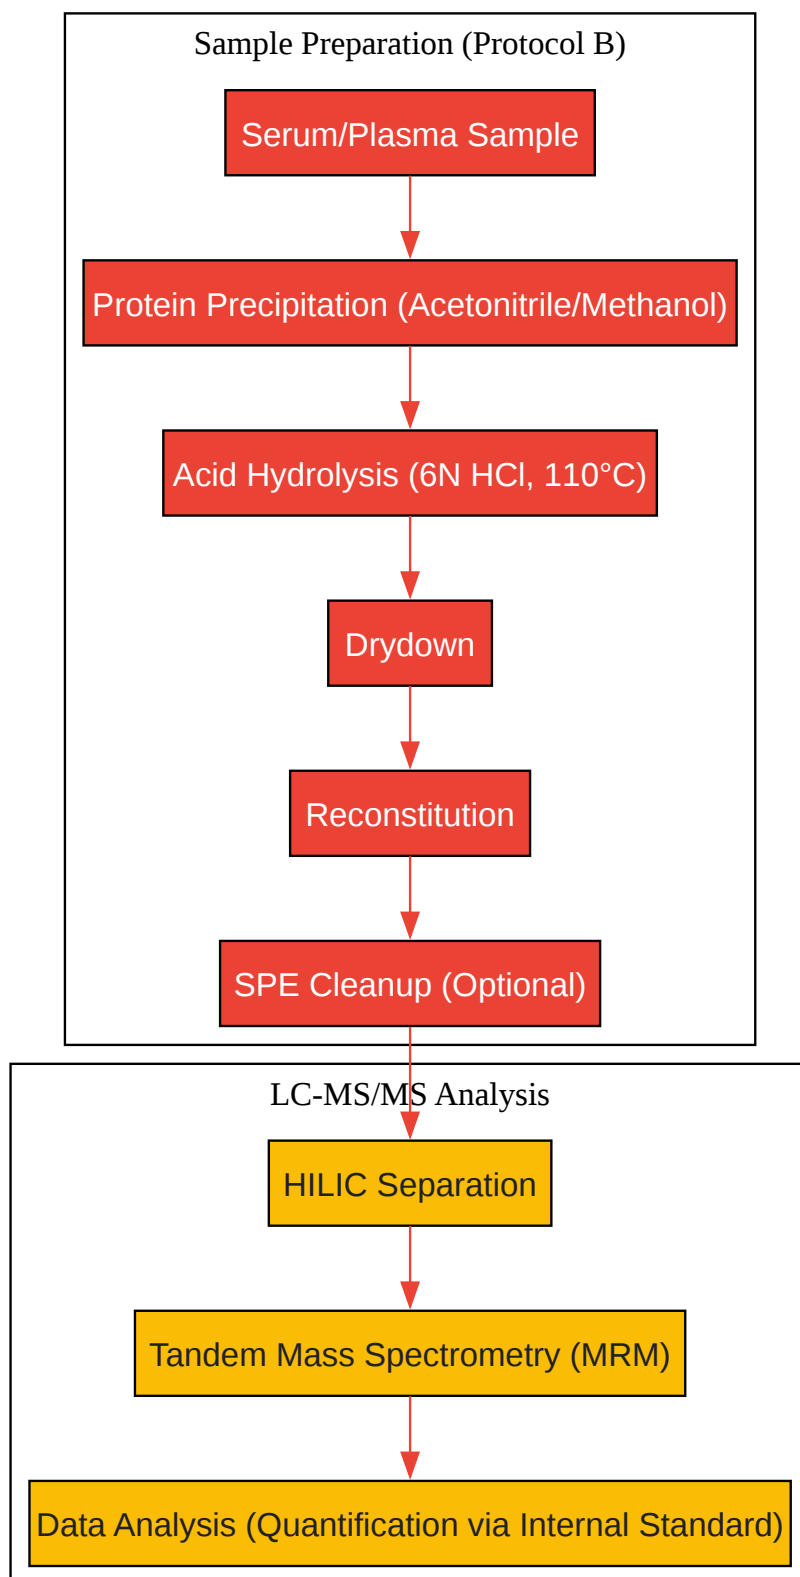 Sample Preparation (Protocol B)
Serum/Plasma Sample
Protein Precipitation (Acetonitrile/Methanol)
Acid Hydrolysis (6N HCl, 110°C)
Drydown
Reconstitution
SPE Cleanup (Optional)
LC-MS/MS Analysis
HILIC Separation
Tandem Mass Spectrometry (MRM)
Data Analysis (Quantification via Internal Standard)